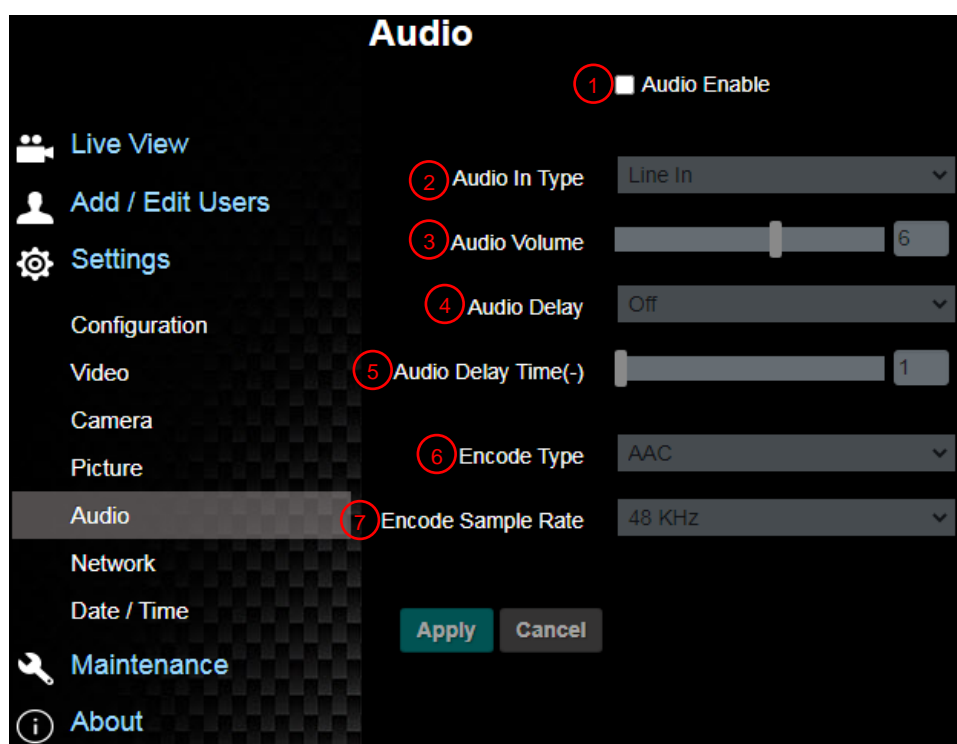 Audio
1 Audio Enable
Live View
Add / Edit Users
Settings
Configuration
Video
Camera
Picture
Audio
Network
Date / Time
Maintenance
About
2 Audio In Type Line In
3 Audio Volume 6
4 Audio Delay Off
5 Audio Delay Time(-) 1
6 Encode Type AAC
7 Encode Sample Rate 48 KHz
Apply Cancel